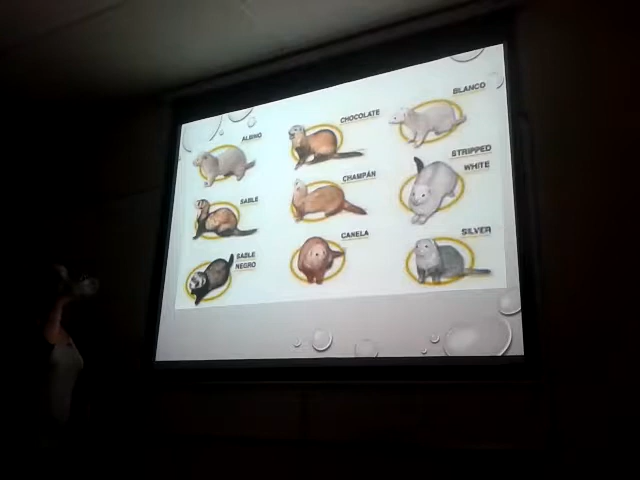 ALBINO
CHOCOLATE
BLANCO
SABLE
CHAMPÁN
STRIPPED
WHITE
SABLE
NEGRO
CANELA
SILVER